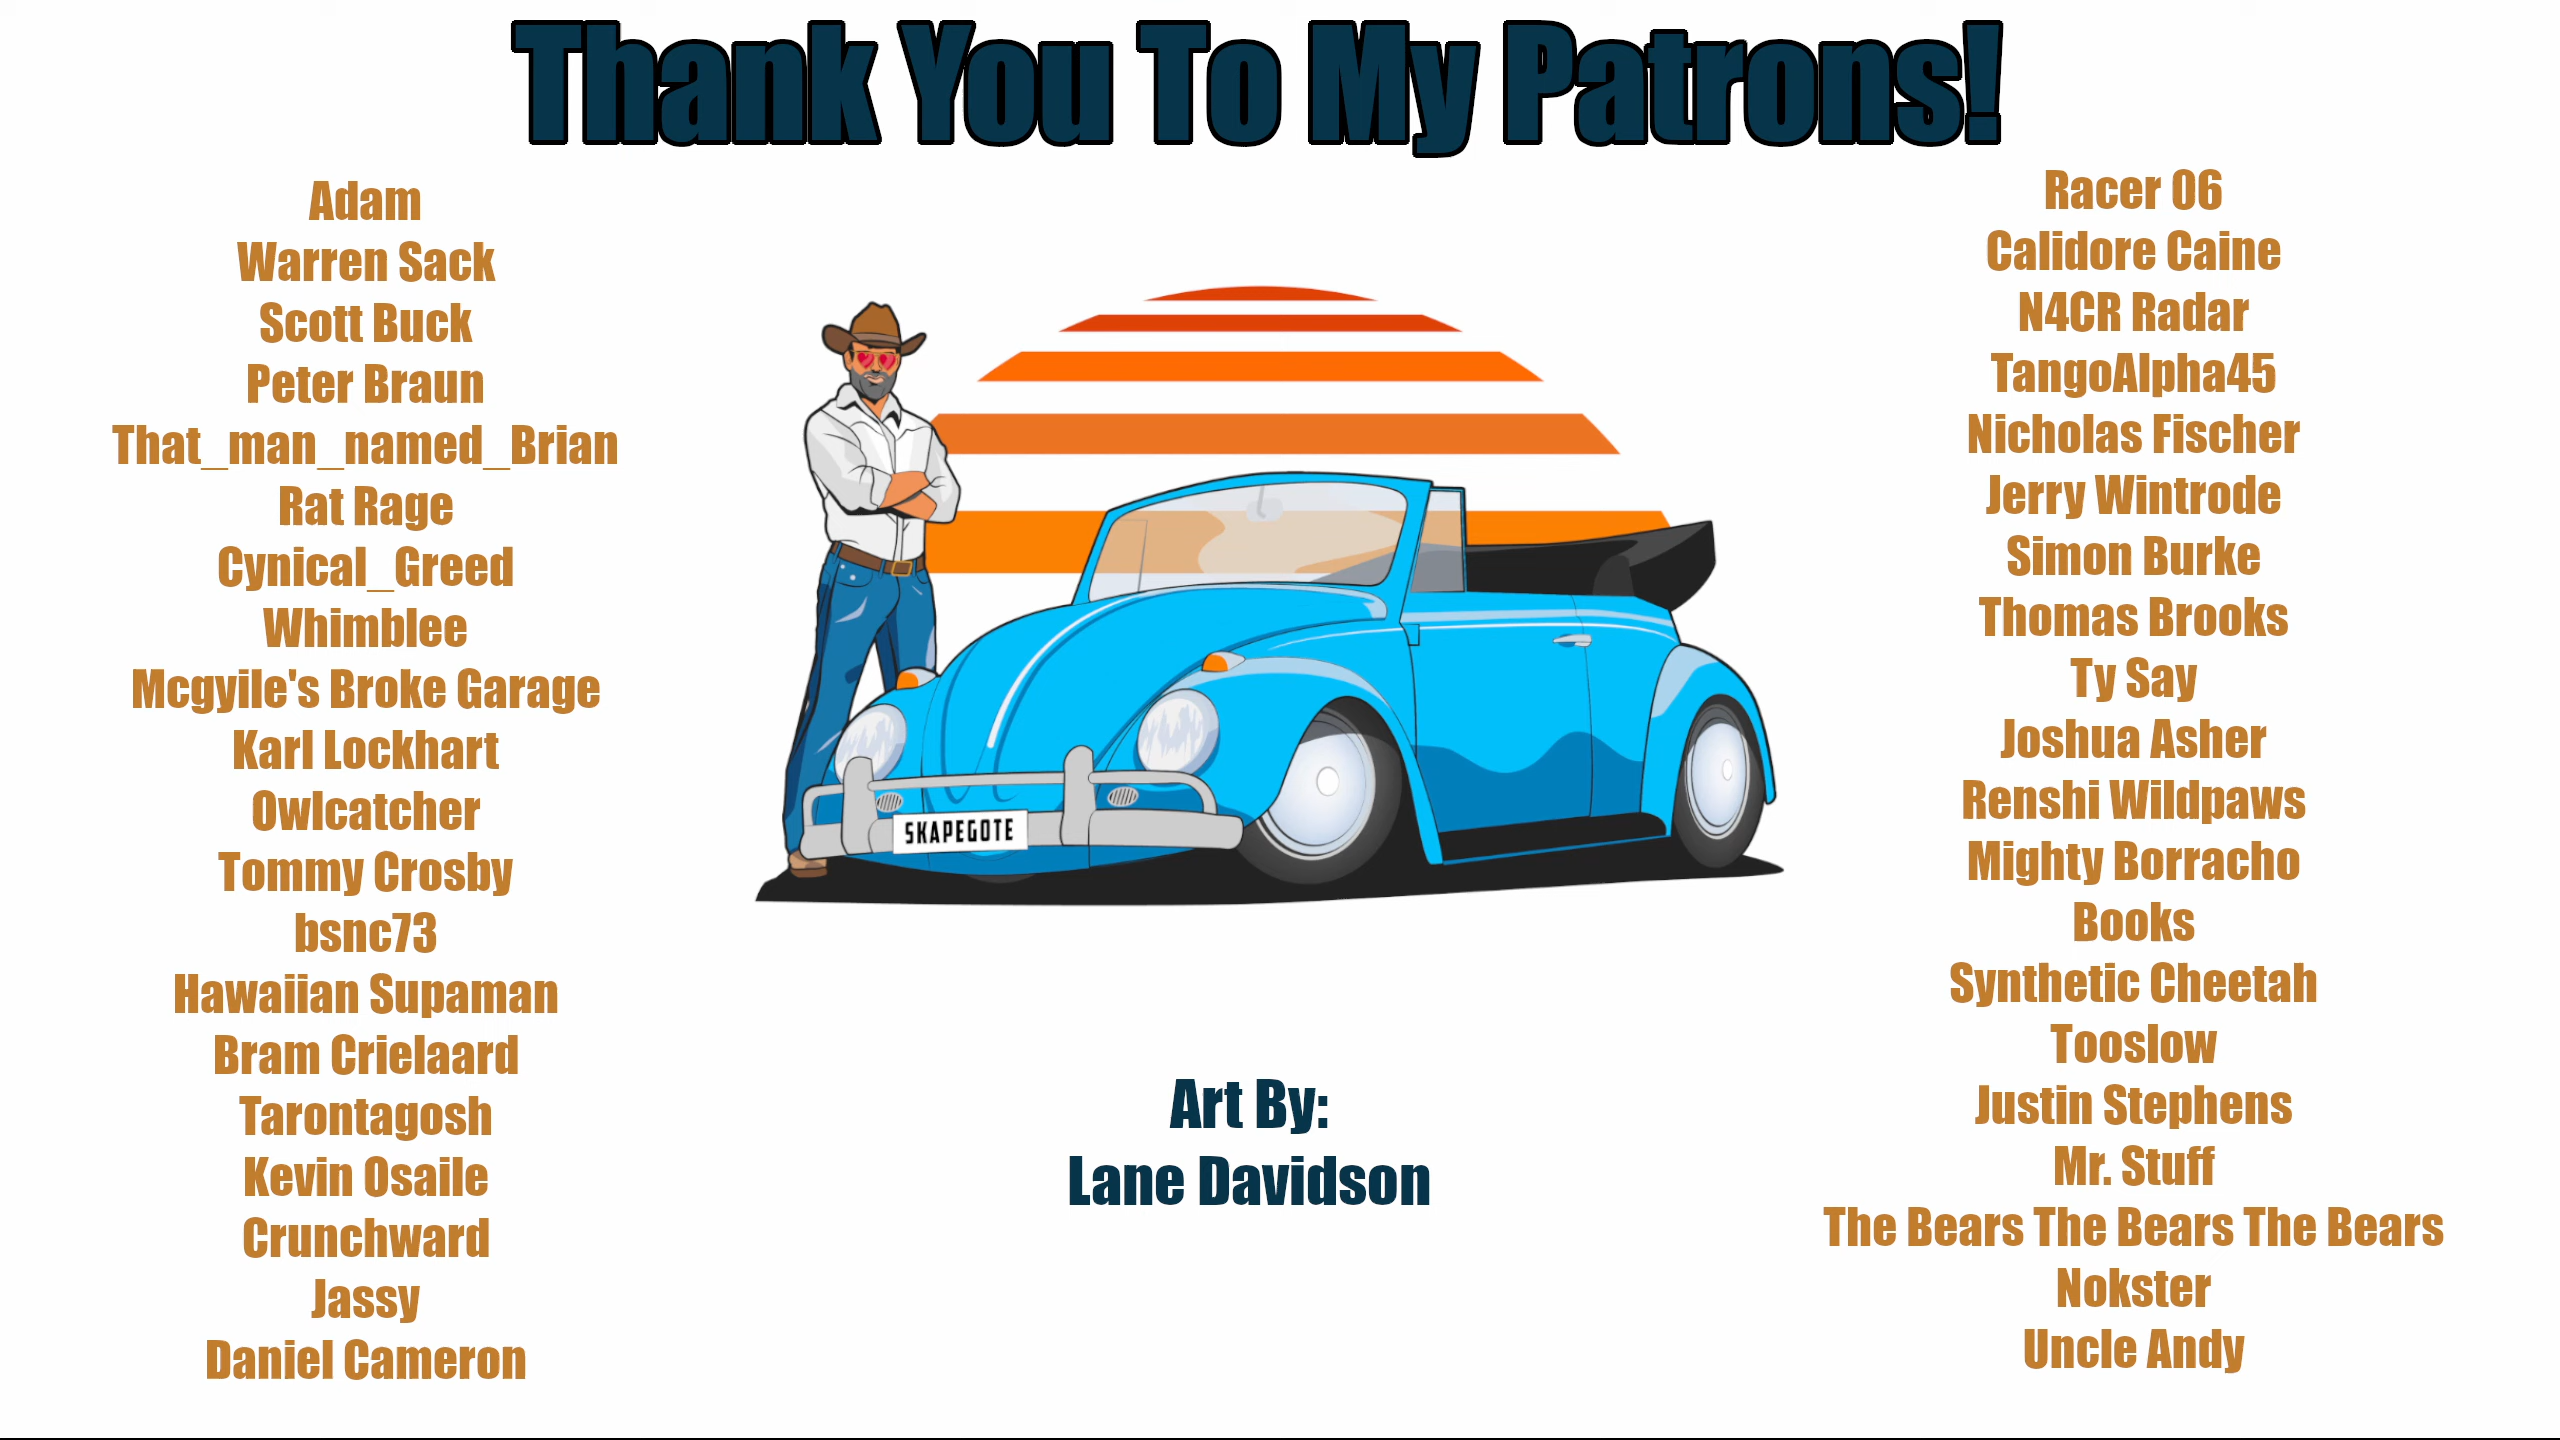 Thank You To My Patrons!
Adam
Warren Sack
Scott Buck
Peter Braun
That_man_named_Brian
Rat Rage
Cynical_Greed
Whimblee
Mcgyile's Broke Garage
Karl Lockhart
Owlcatcher
Tommy Crosby
bsnc73
Hawaiian Supaman
Bram Crielaard
Tarontagosh
Kevin Osaile
Crunchward
Jassy
Daniel Cameron
SKAPEGOTE
Art By:
Lane Davidson
Racer 06
Calidore Caine
N4CR Radar
TangoAlpha45
Nicholas Fischer
Jerry Wintrode
Simon Burke
Thomas Brooks
Ty Say
Joshua Asher
Renshi Wildpaws
Mighty Borracho
Books
Synthetic Cheetah
Tooslow
Justin Stephens
Mr. Stuff
The Bears The Bears The Bears
Nokster
Uncle Andy